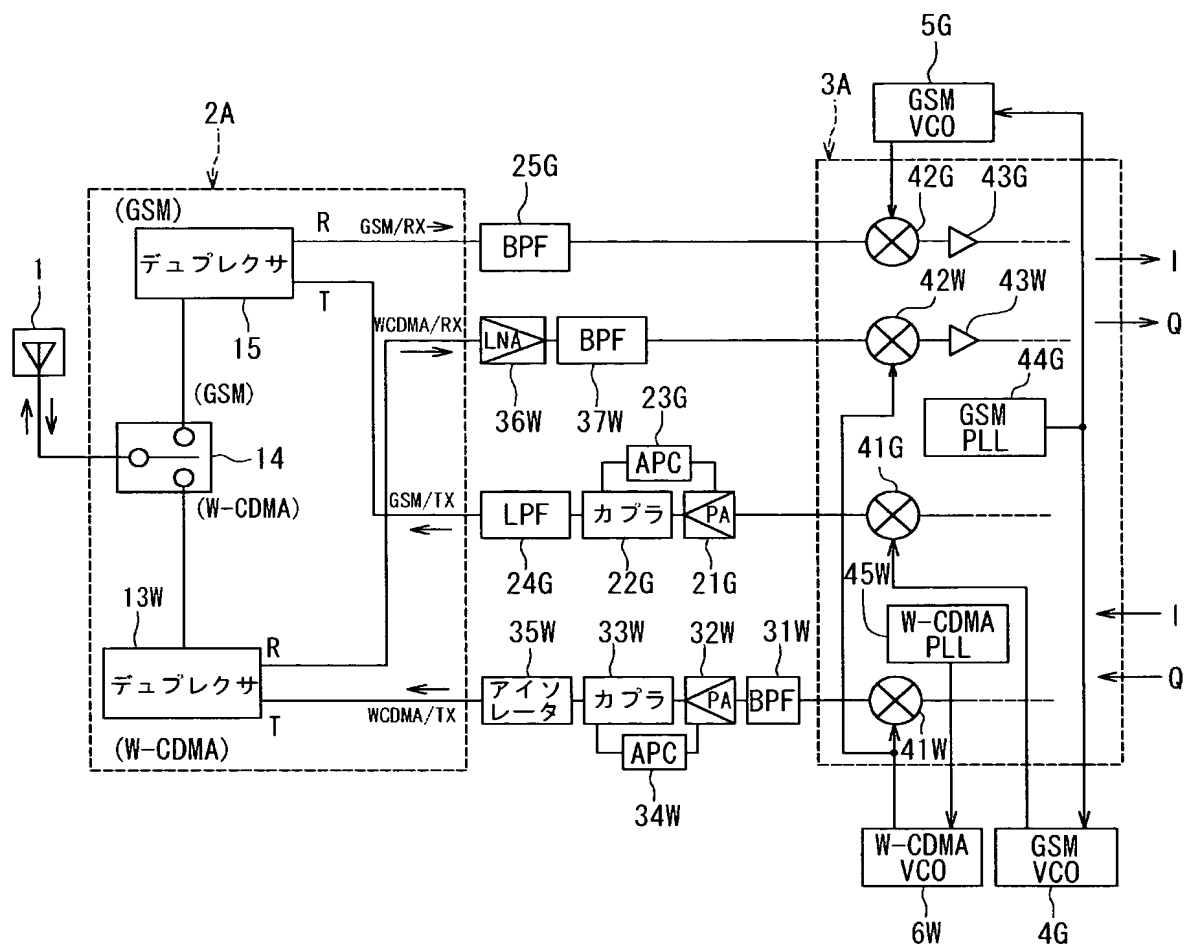 5G
GSM
VCO
3A
2A
25G
42G
43G
(GSM)
R
GSM/RX
BPF
デュプレクサ
T
I
15
42W
43W
1
WCDMA/RX
LNA
BPF
Q
(GSM)
36W
37W
23G
44G
GSM
PLL
14
APC
41G
(W-CDMA)
GSM/TX
LPF
カプラ
PA
24G
22G
21G
45W
13W
35W
33W
32W
31W
W-CDMA
PLL
I
R
デュプレクサ
アイソ
レータ
カプラ
PA
BPF
Q
T
WCDMA/TX
41W
(W-CDMA)
APC
34W
W-CDMA
VCO
GSM
VCO
6W
4G